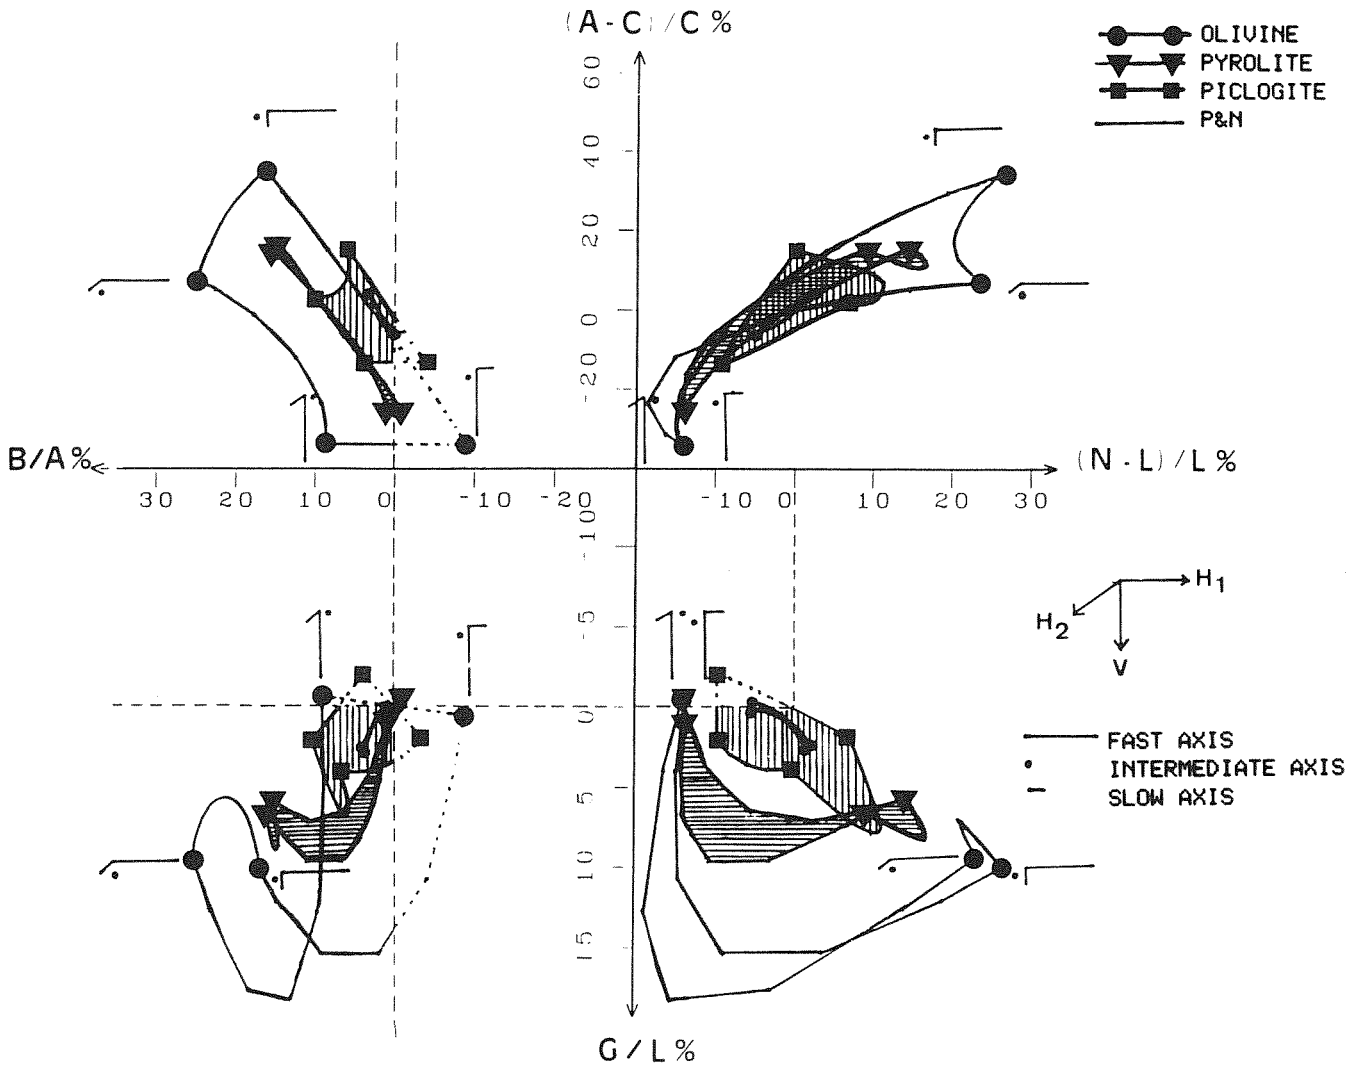 (A-C)/C %
OLIVINE
PYROLITE
PICLOGITE
P&N
60
40
20
0
-20
B/A %
(N-L)/L %
30 20 10 0 -10 -20 -10 0 10 20 30
-10
-5
0
5
10
15
H1
H2
V
FAST AXIS
INTERMEDIATE AXIS
SLOW AXIS
G/L %